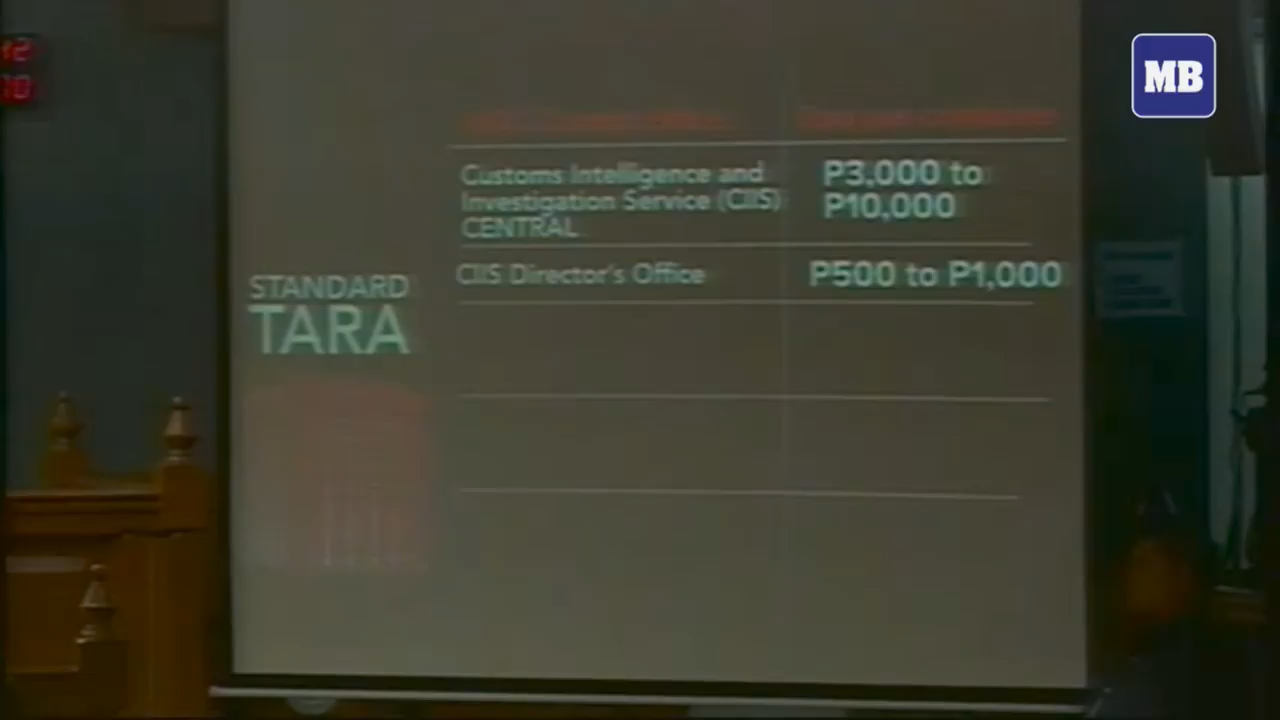 MB
Customs Intelligence and
Investigation Service (CIIS)
CENTRAL
P3,000 to
P10,000
CIIS Director's Office
P500 to P1,000
STANDARD
TARA